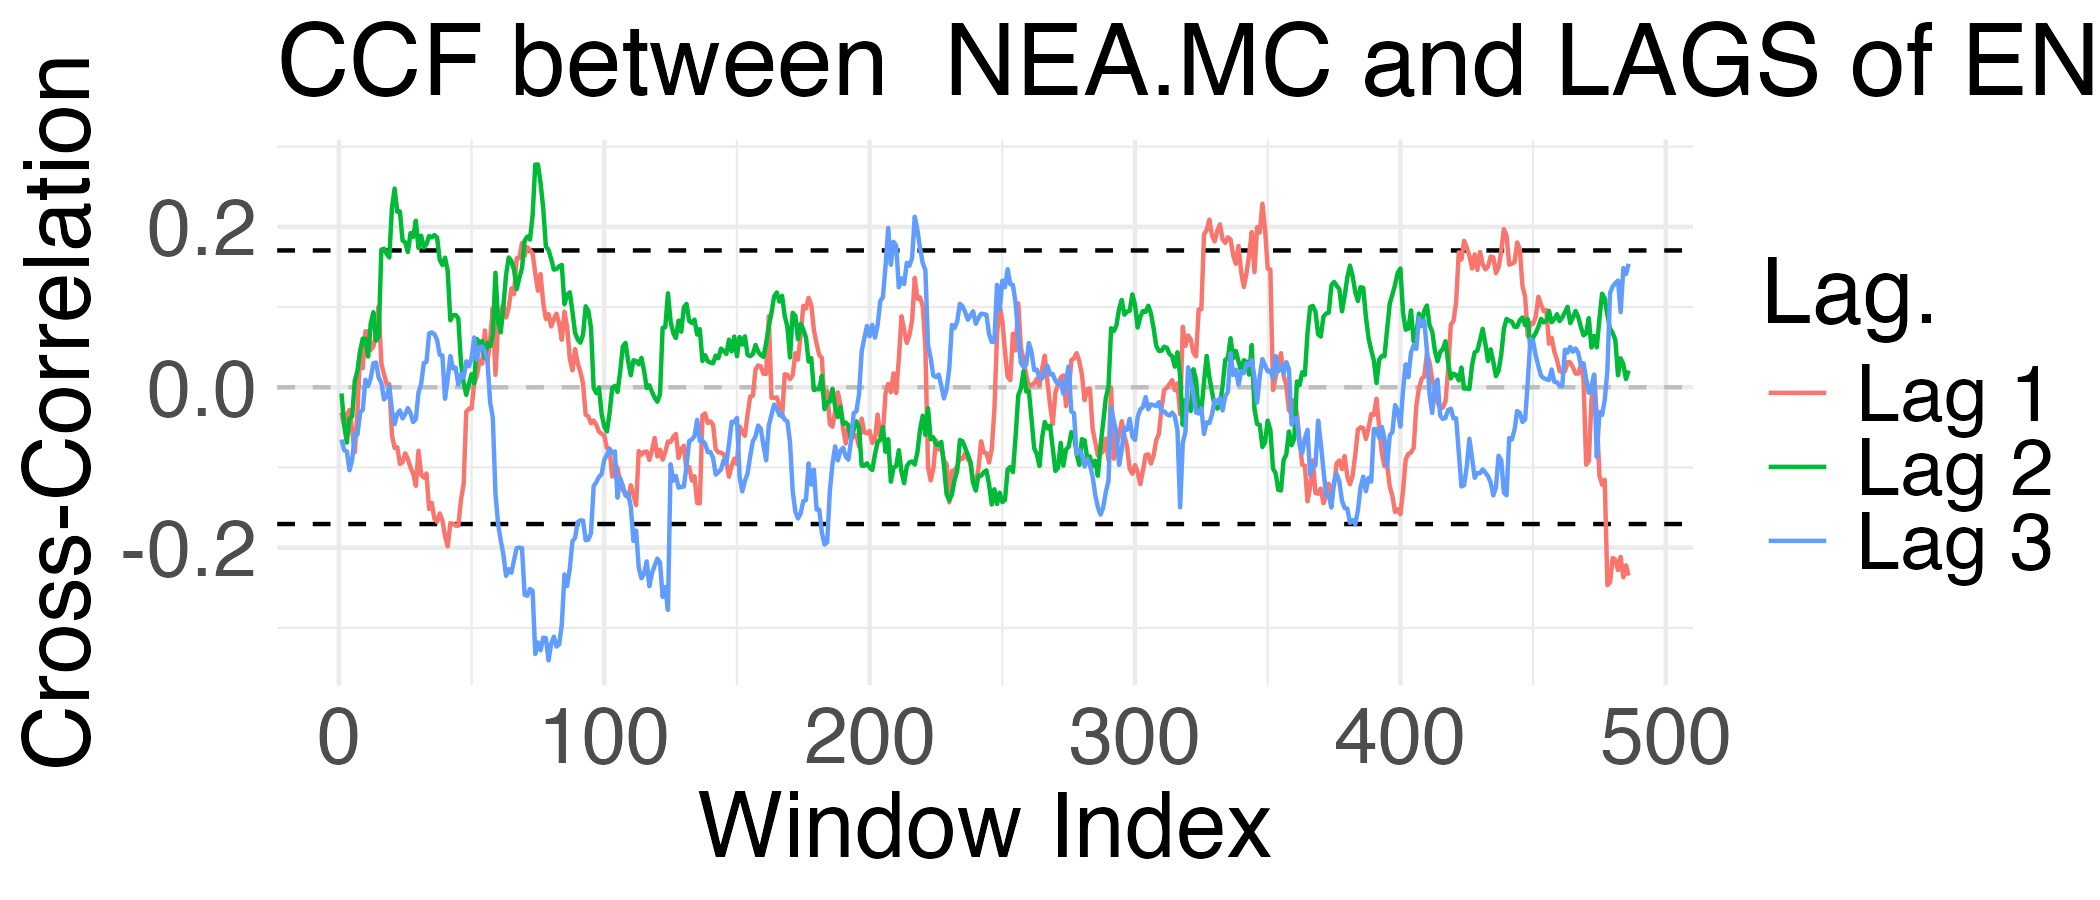 CCF between  NEA.MC and LAGS of EN
Cross-Correlation
0.2
0.0
-0.2
0
100
200
300
400
500
Window Index
Lag.
Lag 1
Lag 2
Lag 3